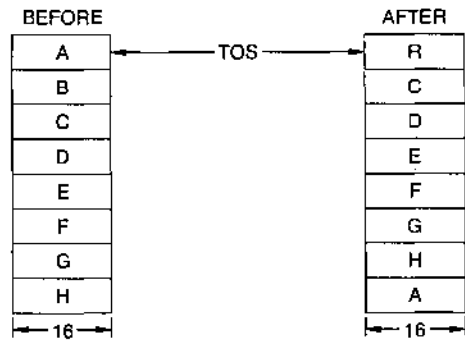 BEFORE AFTER
A TOS R
B C
C D
D E
E F
F G
G H
H A
16 16